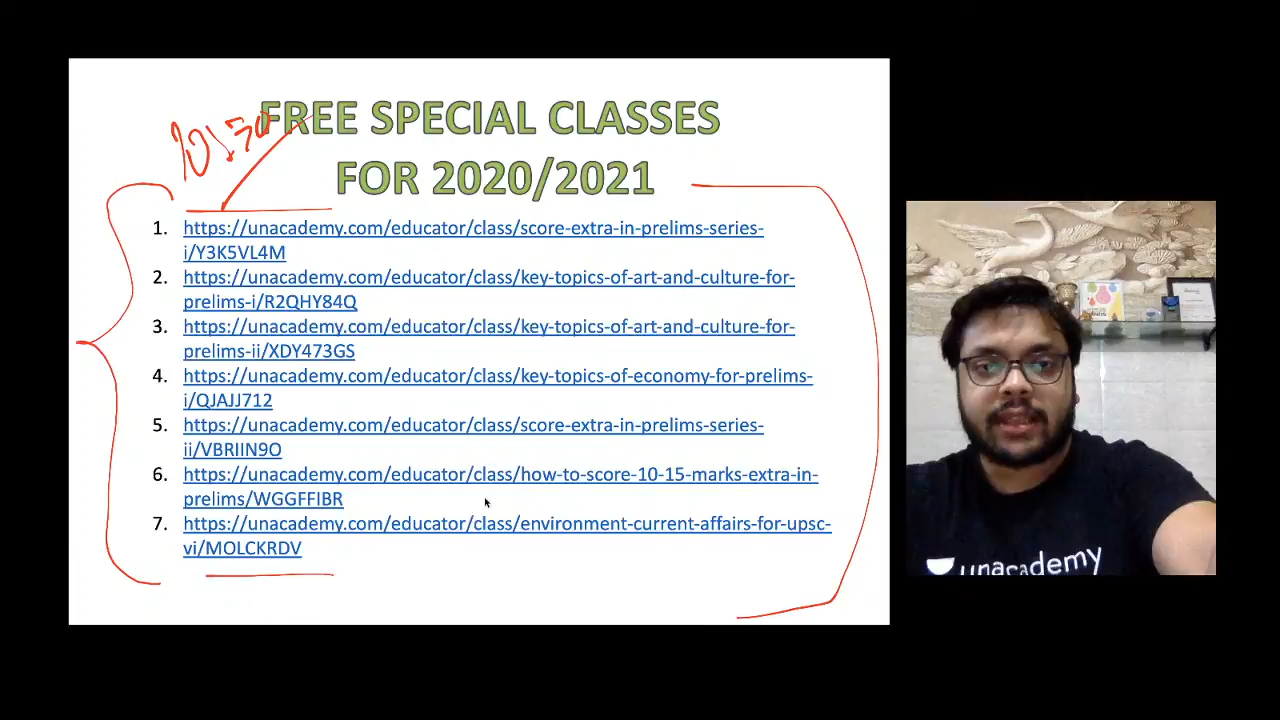 FREE SPECIAL CLASSES
FOR 2020/2021
1. https://unacademy.com/educator/class/score-extra-in-prelims-series-
i/Y3K5VL4M
2. https://unacademy.com/educator/class/key-topics-of-art-and-culture-for-
prelims-i/R2QHY84Q
3. https://unacademy.com/educator/class/key-topics-of-art-and-culture-for-
prelims-ii/XDY473GS
4. https://unacademy.com/educator/class/key-topics-of-economy-for-prelims-
i/QJAJJ712
5. https://unacademy.com/educator/class/score-extra-in-prelims-series-
ii/VBRIIN9O
6. https://unacademy.com/educator/class/how-to-score-10-15-marks-extra-in-
prelims/WGGFFIBR
7. https://unacademy.com/educator/class/environment-current-affairs-for-upsc-
vi/MOLCKRDV
unacademy